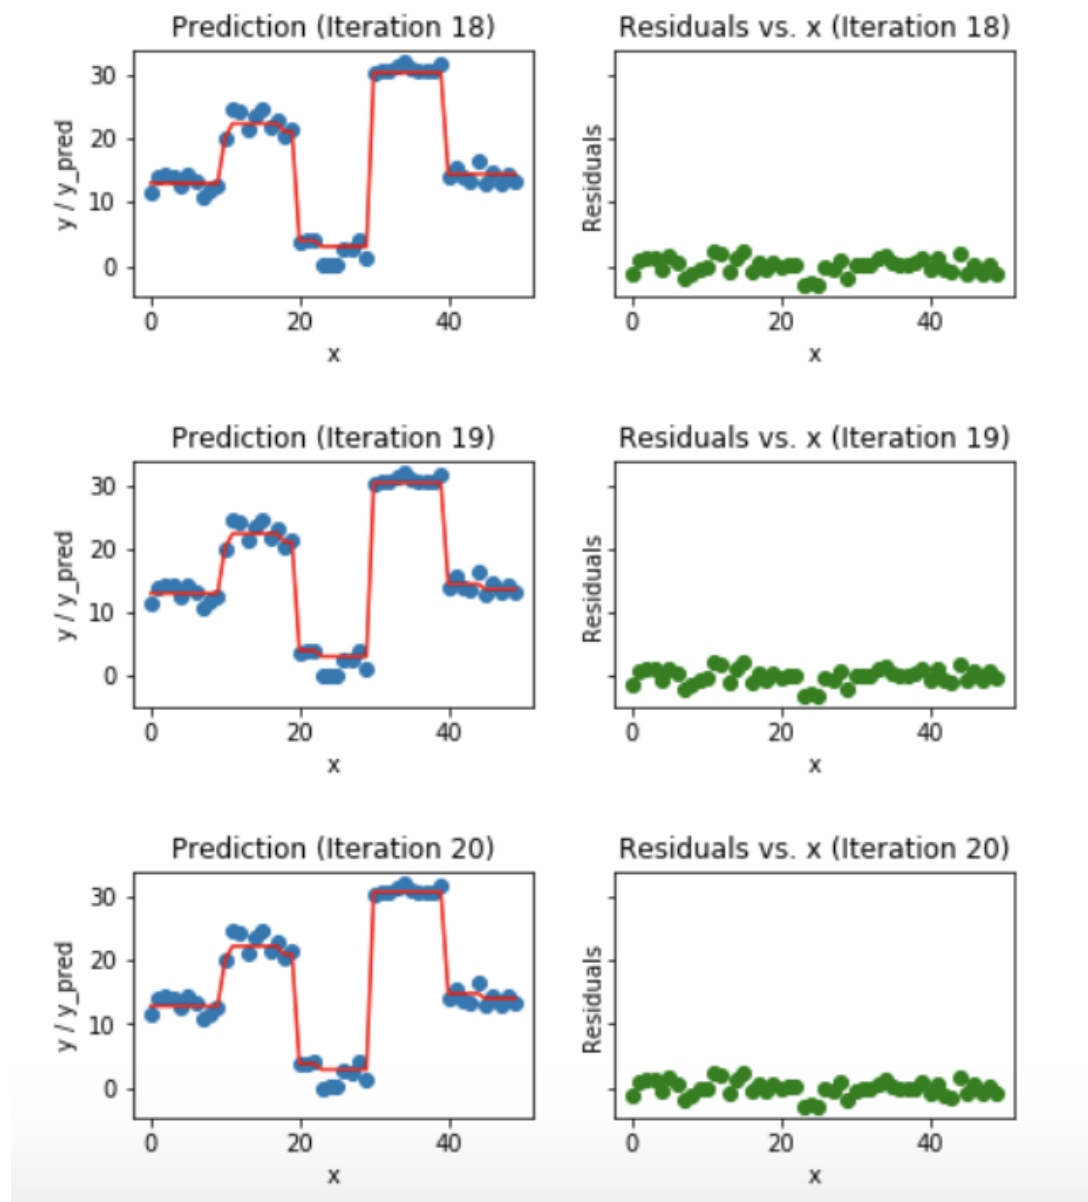 Prediction (Iteration 18)
Residuals vs. x (Iteration 18)
30
20
10
0
y / y_pred
Residuals
0 20 40
0 20 40
x
x
Prediction (Iteration 19)
Residuals vs. x (Iteration 19)
30
20
10
0
y / y_pred
Residuals
0 20 40
0 20 40
x
x
Prediction (Iteration 20)
Residuals vs. x (Iteration 20)
30
20
10
0
y / y_pred
Residuals
0 20 40
0 20 40
x
x